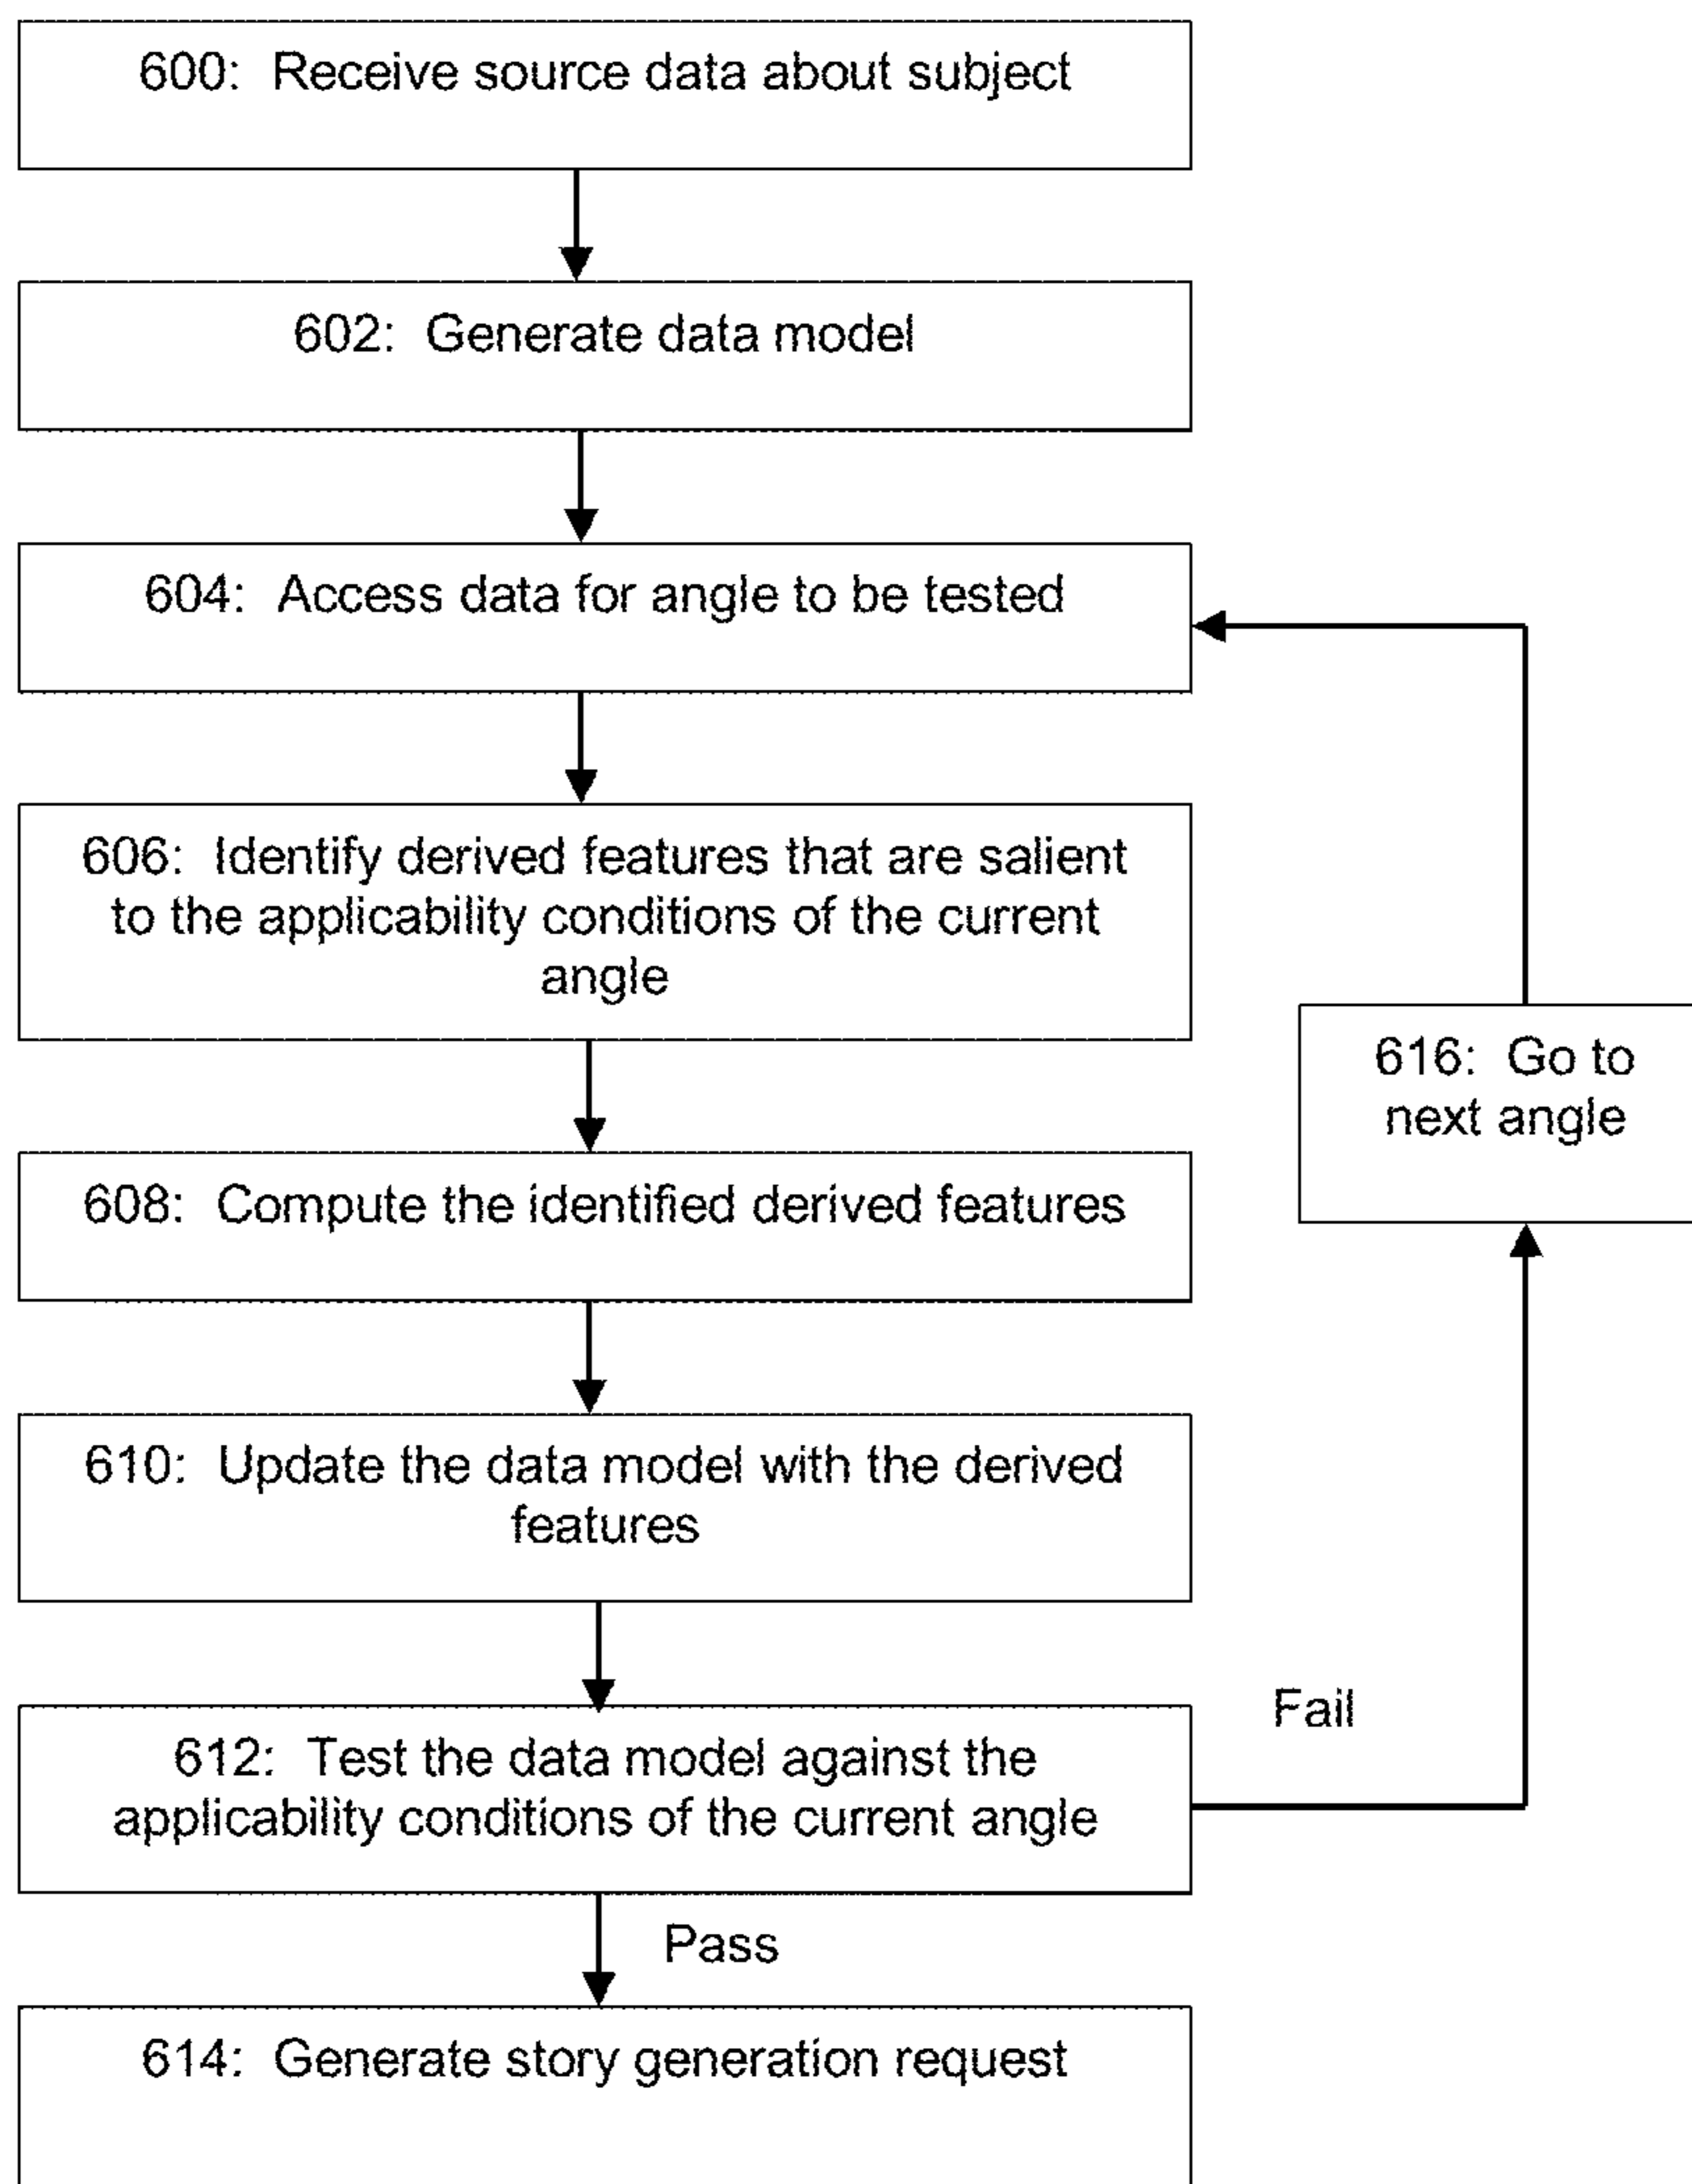 600: Receive source data about subject
602: Generate data model
604: Access data for angle to be tested
606: Identify derived features that are salient
to the applicability conditions of the current
angle
616: Go to
next angle
608: Compute the identified derived features
610: Update the data model with the derived
features
612: Test the data model against the
applicability conditions of the current angle
Fail
Pass
614: Generate story generation request